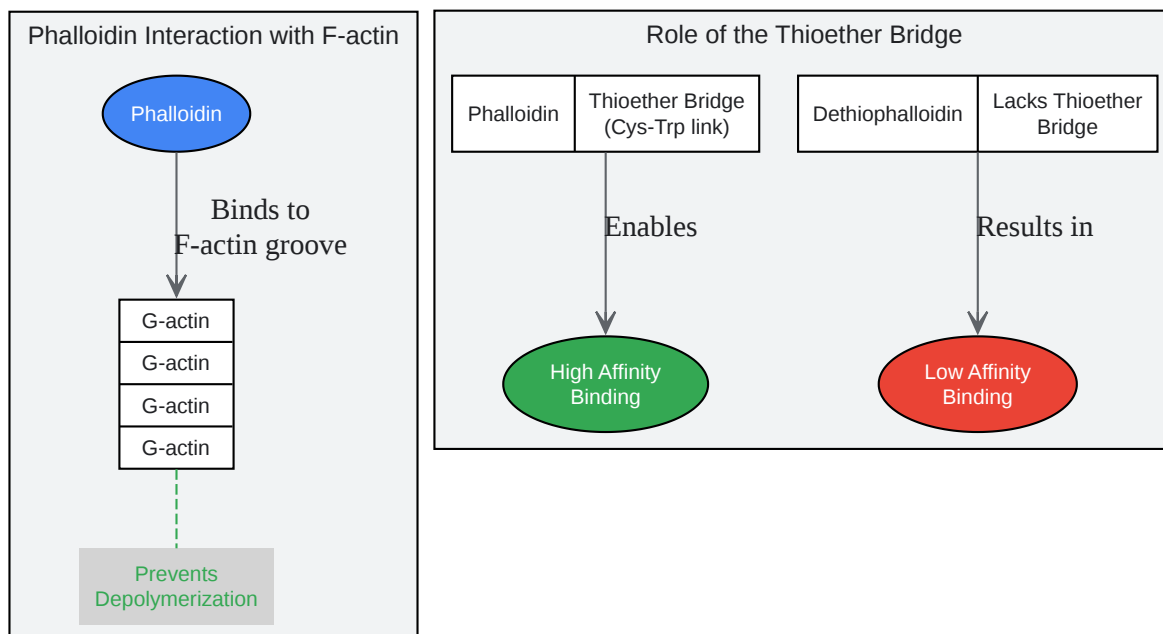 Phalloidin Interaction with F-actin
Phalloidin
Binds to
F-actin groove
G-actin
G-actin
G-actin
G-actin
Prevents
Depolymerization
Role of the Thioether Bridge
Phalloidin
Thioether Bridge
(Cys-Trp link)
Enables
High Affinity
Binding
Dethiophalloidin
Lacks Thioether
Bridge
Results in
Low Affinity
Binding